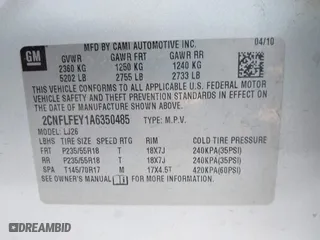 MFD BY CAMI AUTOMOTIVE INC. 04/10
GM
GVWR GAWR FRT GAWR RR
2360 KG 1250 KG 1240 KG
5202 LB 2755 LB 2733 LB
THIS VEHICLE CONFORMS TO ALL APPLICABLE U.S. FEDERAL MOTOR
VEHICLE SAFETY AND THEFT PREVENTION STANDARDS IN EFFECT
ON THE DATE OF MANUFACTURE SHOWN ABOVE.
2CNFLFEY1A6350485 TYPE: M.P.V.
MODEL: LJ26
LBHS TIRE SIZE SPEED RTG RIM COLD TIRE PRESSURE
FRT P235/55R18 T 18X7J 240KPA(35PSI)
RR P235/55R18 T 18X7J 240KPA(35PSI)
SPA T145/70R17 M 17X4.5T 420KPA(60PSI)
SEE OWNER'S MANUAL FOR ADDITIONAL INFORMATION.
AUTOBIDCAR